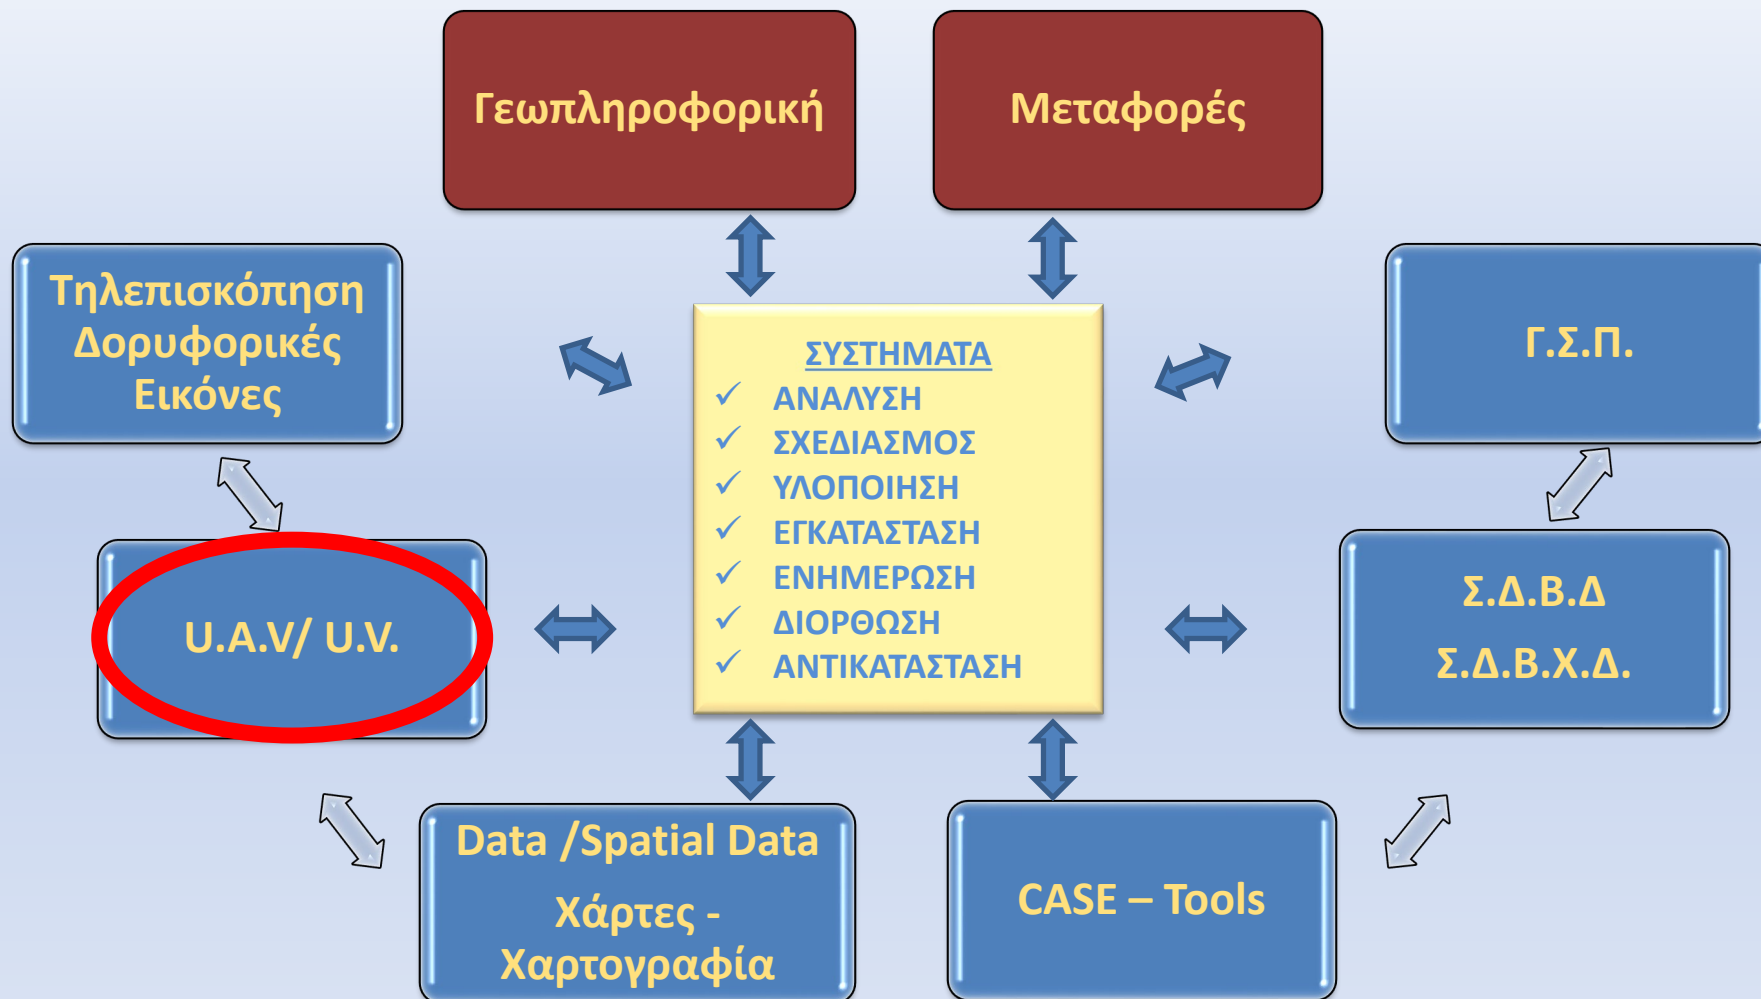 Γεωπληροφορική
Μεταφορές
Τηλεπισκόπηση
Δορυφορικές
Εικόνες
ΣΥΣΤΗΜΑΤΑ
✓ ΑΝΑΛΥΣΗ
✓ ΣΧΕΔΙΑΣΜΟΣ
✓ ΥΛΟΠΟΙΗΣΗ
✓ ΕΓΚΑΤΑΣΤΑΣΗ
✓ ΕΝΗΜΕΡΩΣΗ
✓ ΔΙΟΡΘΩΣΗ
✓ ΑΝΤΙΚΑΤΑΣΤΑΣΗ
Γ.Σ.Π.
U.A.V/ U.V.
Σ.Δ.Β.Δ
Σ.Δ.Β.Χ.Δ.
Data /Spatial Data
Χάρτες -
Χαρτογραφία
CASE – Tools